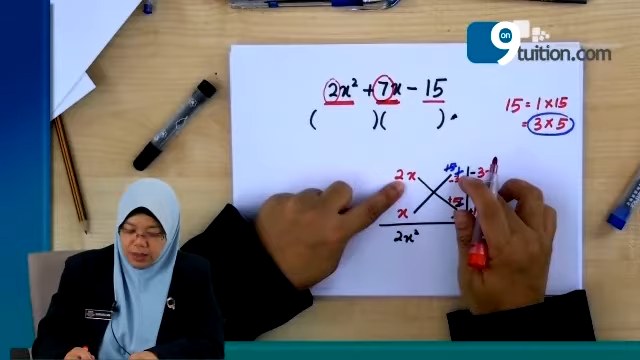 on
9tuition.com
2x² + 7x - 15
( ) ( )
15 = 1 × 15
= 3 × 5
2x
x
2x²